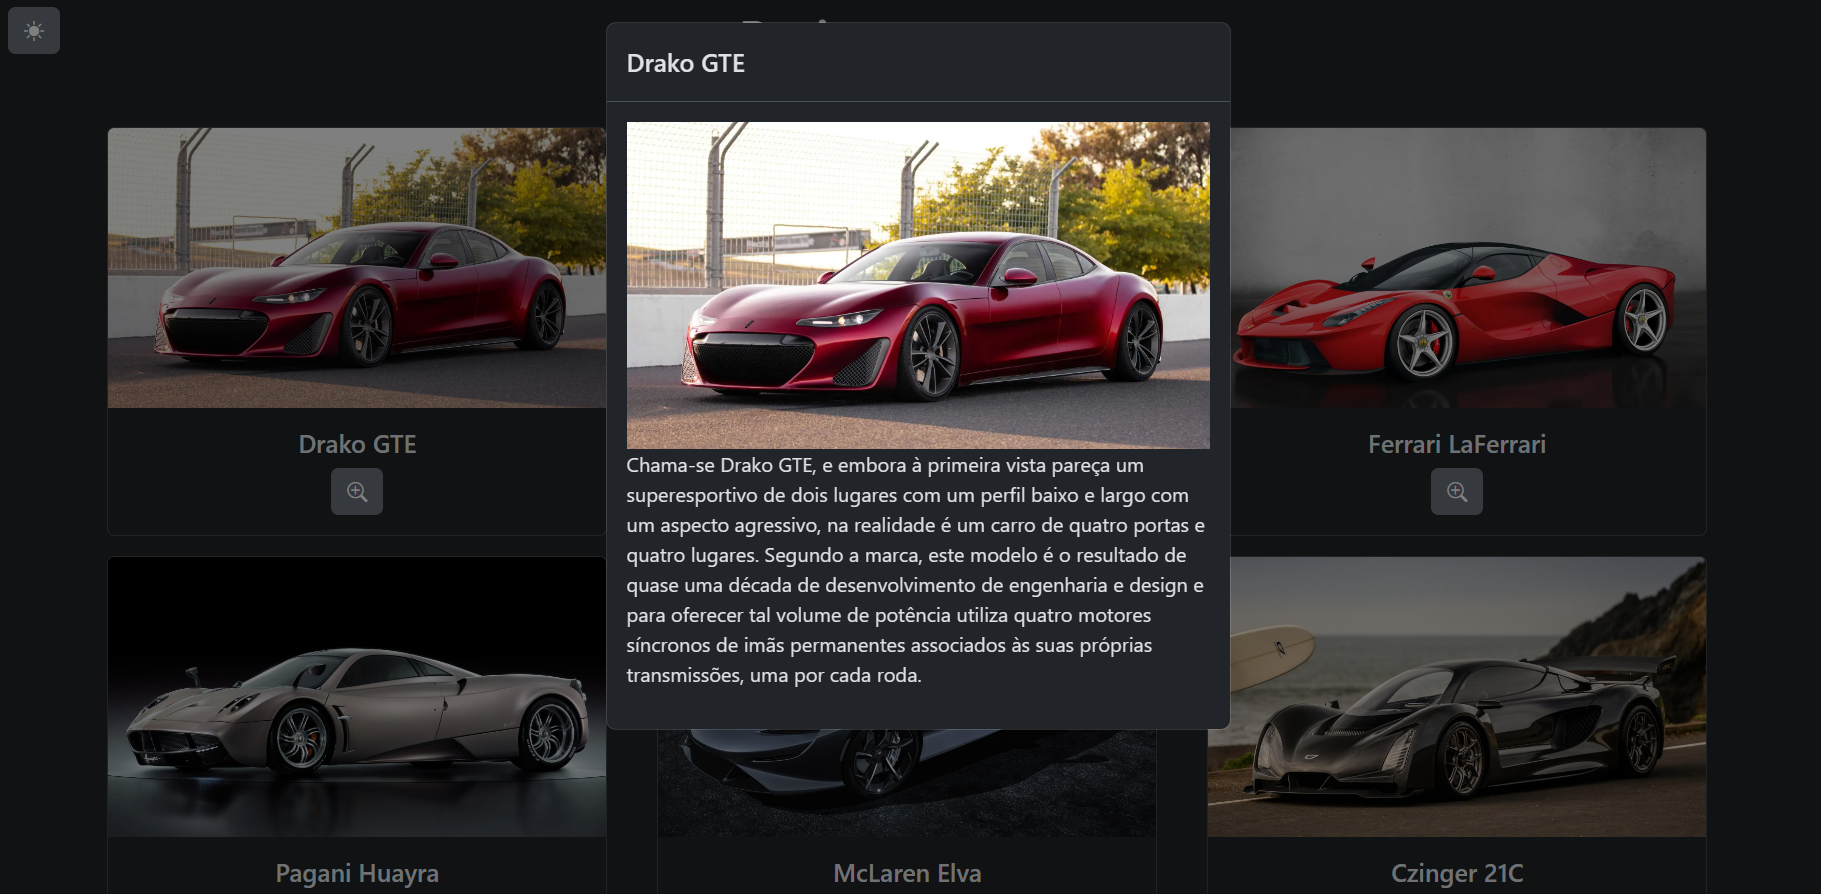 Drako GTE
Chama-se Drako GTE, e embora à primeira vista pareça um
superesportivo de dois lugares com um perfil baixo e largo com
um aspecto agressivo, na realidade é um carro de quatro portas e
quatro lugares. Segundo a marca, este modelo é o resultado de
quase uma década de desenvolvimento de engenharia e design e
para oferecer tal volume de potência utiliza quatro motores
síncronos de imãs permanentes associados às suas próprias
transmissões, uma por cada roda.
Drako GTE
Ferrari LaFerrari
Pagani Huayra
McLaren Elva
Czinger 21C